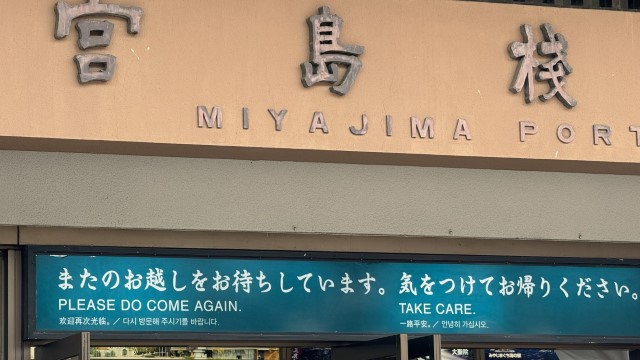 宮島棧
MIYAJIMA PORT
またのお越しをお待ちしています。気をつけてお帰りください。
PLEASE DO COME AGAIN. TAKE CARE.
欢迎再次光临。／ 다시 방문해 주시기를 바랍니다. 一路平安。／ 안녕히 가십시오.